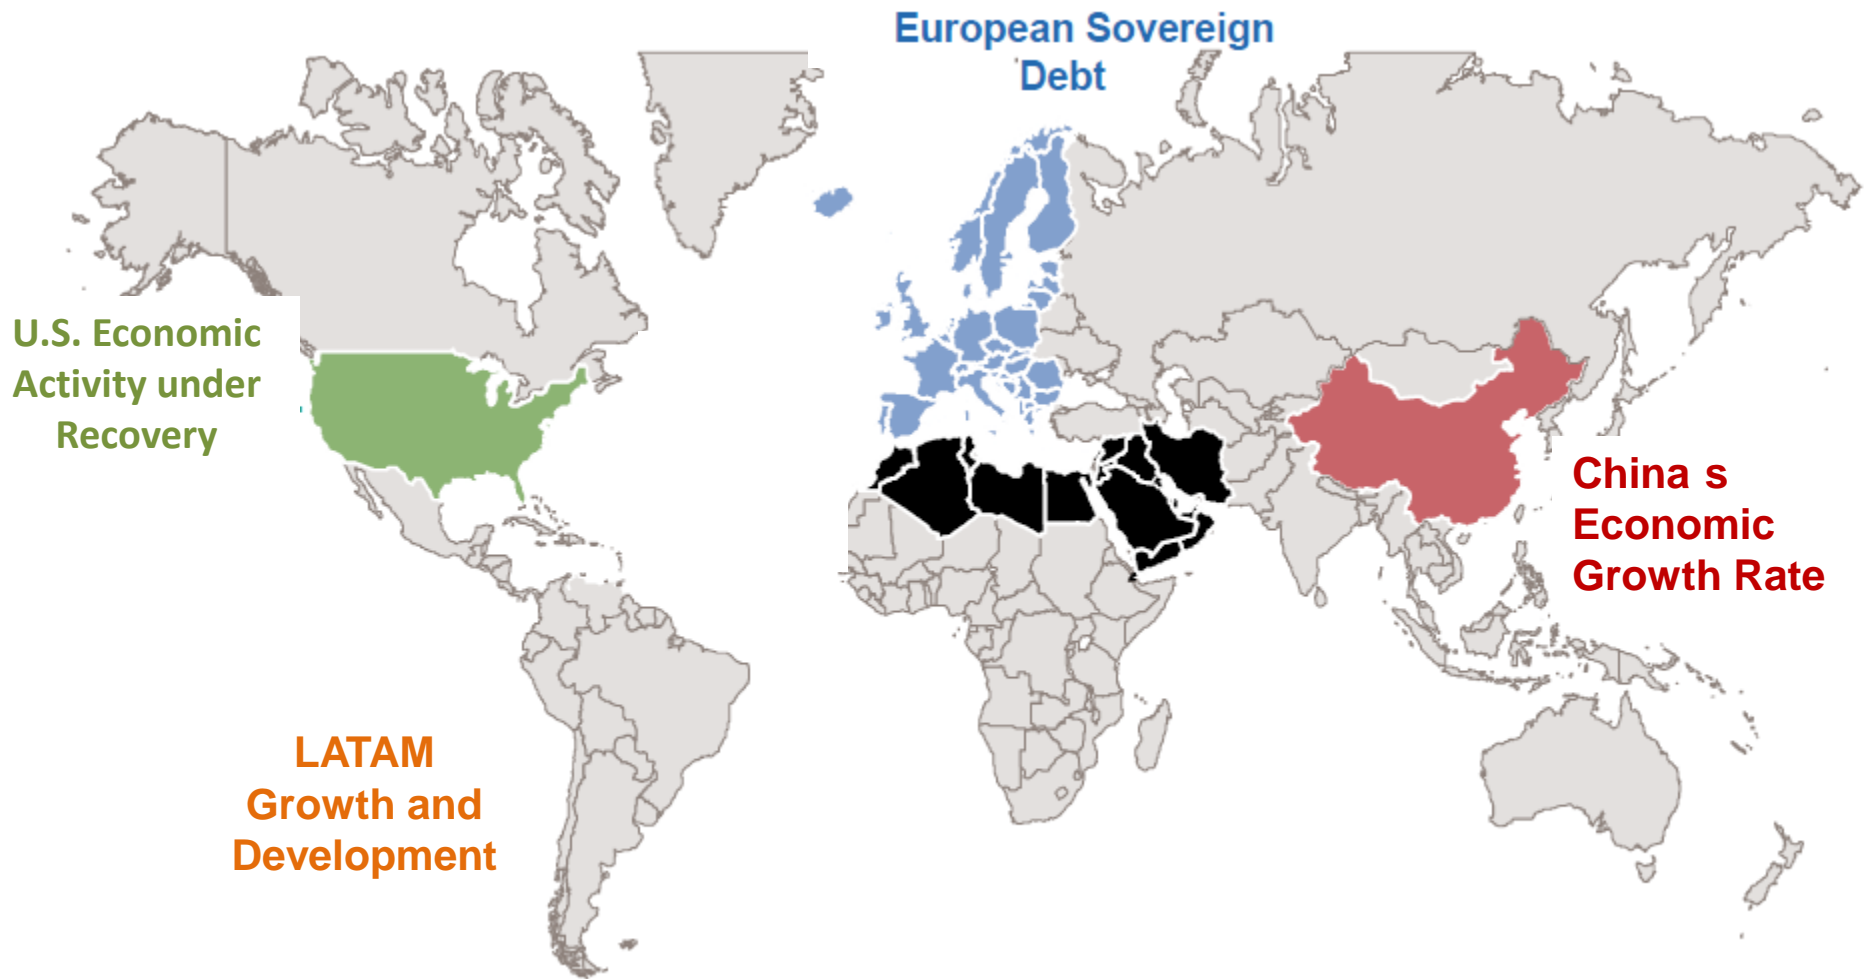 European Sovereign
Debt
U.S. Economic
Activity under
Recovery
China s
Economic
Growth Rate
LATAM
Growth and
Development